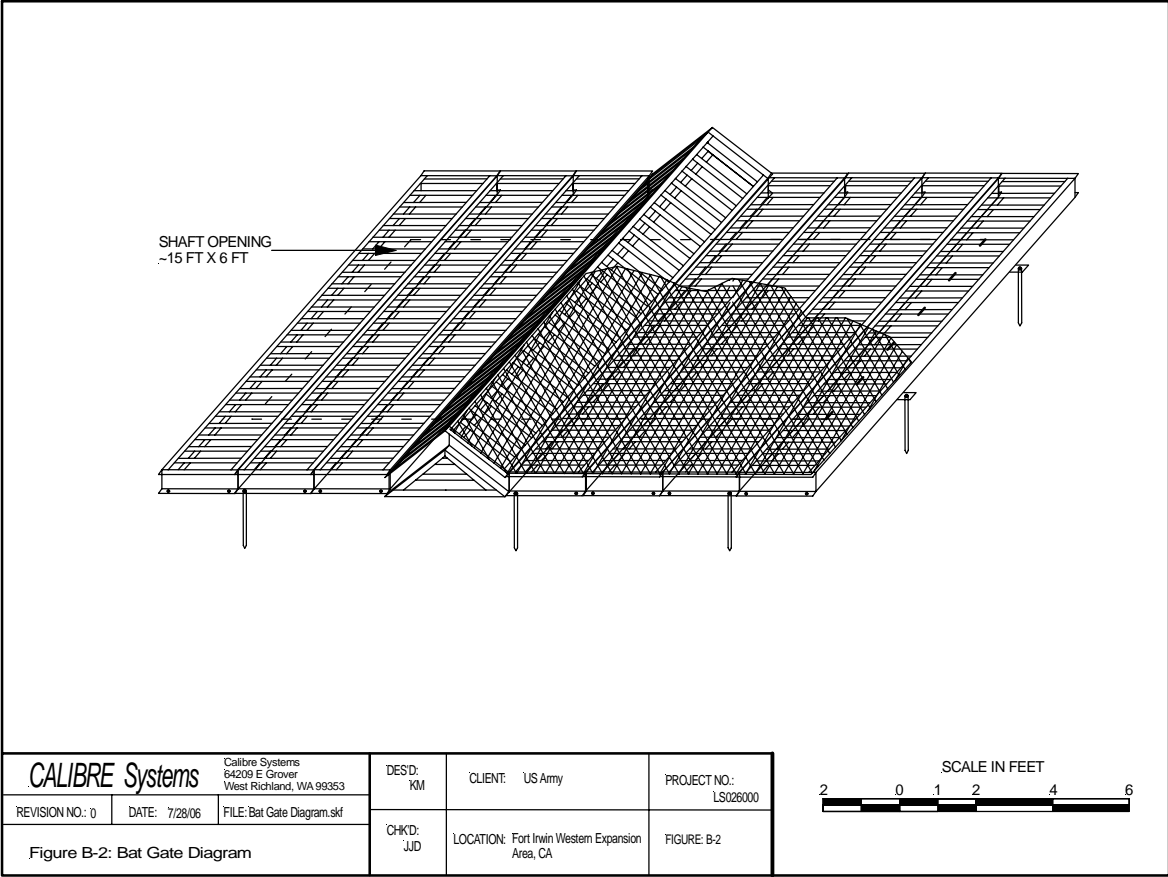 SHAFT OPENING
~15 FT X 6 FT
CALIBRE Systems
Calibre Systems
64209 E Grover
West Richland, WA 99353
REVISION NO.: 0
DATE: 7/28/06
FILE: Bat Gate Diagram.skf
Figure B-2: Bat Gate Diagram
DES'D:
KM
CLIENT: US Army
PROJECT NO.:
LS026000
CHK'D:
JJD
LOCATION: Fort Irwin Western Expansion
Area, CA
FIGURE: B-2
SCALE IN FEET
2 0 1 2 4 6